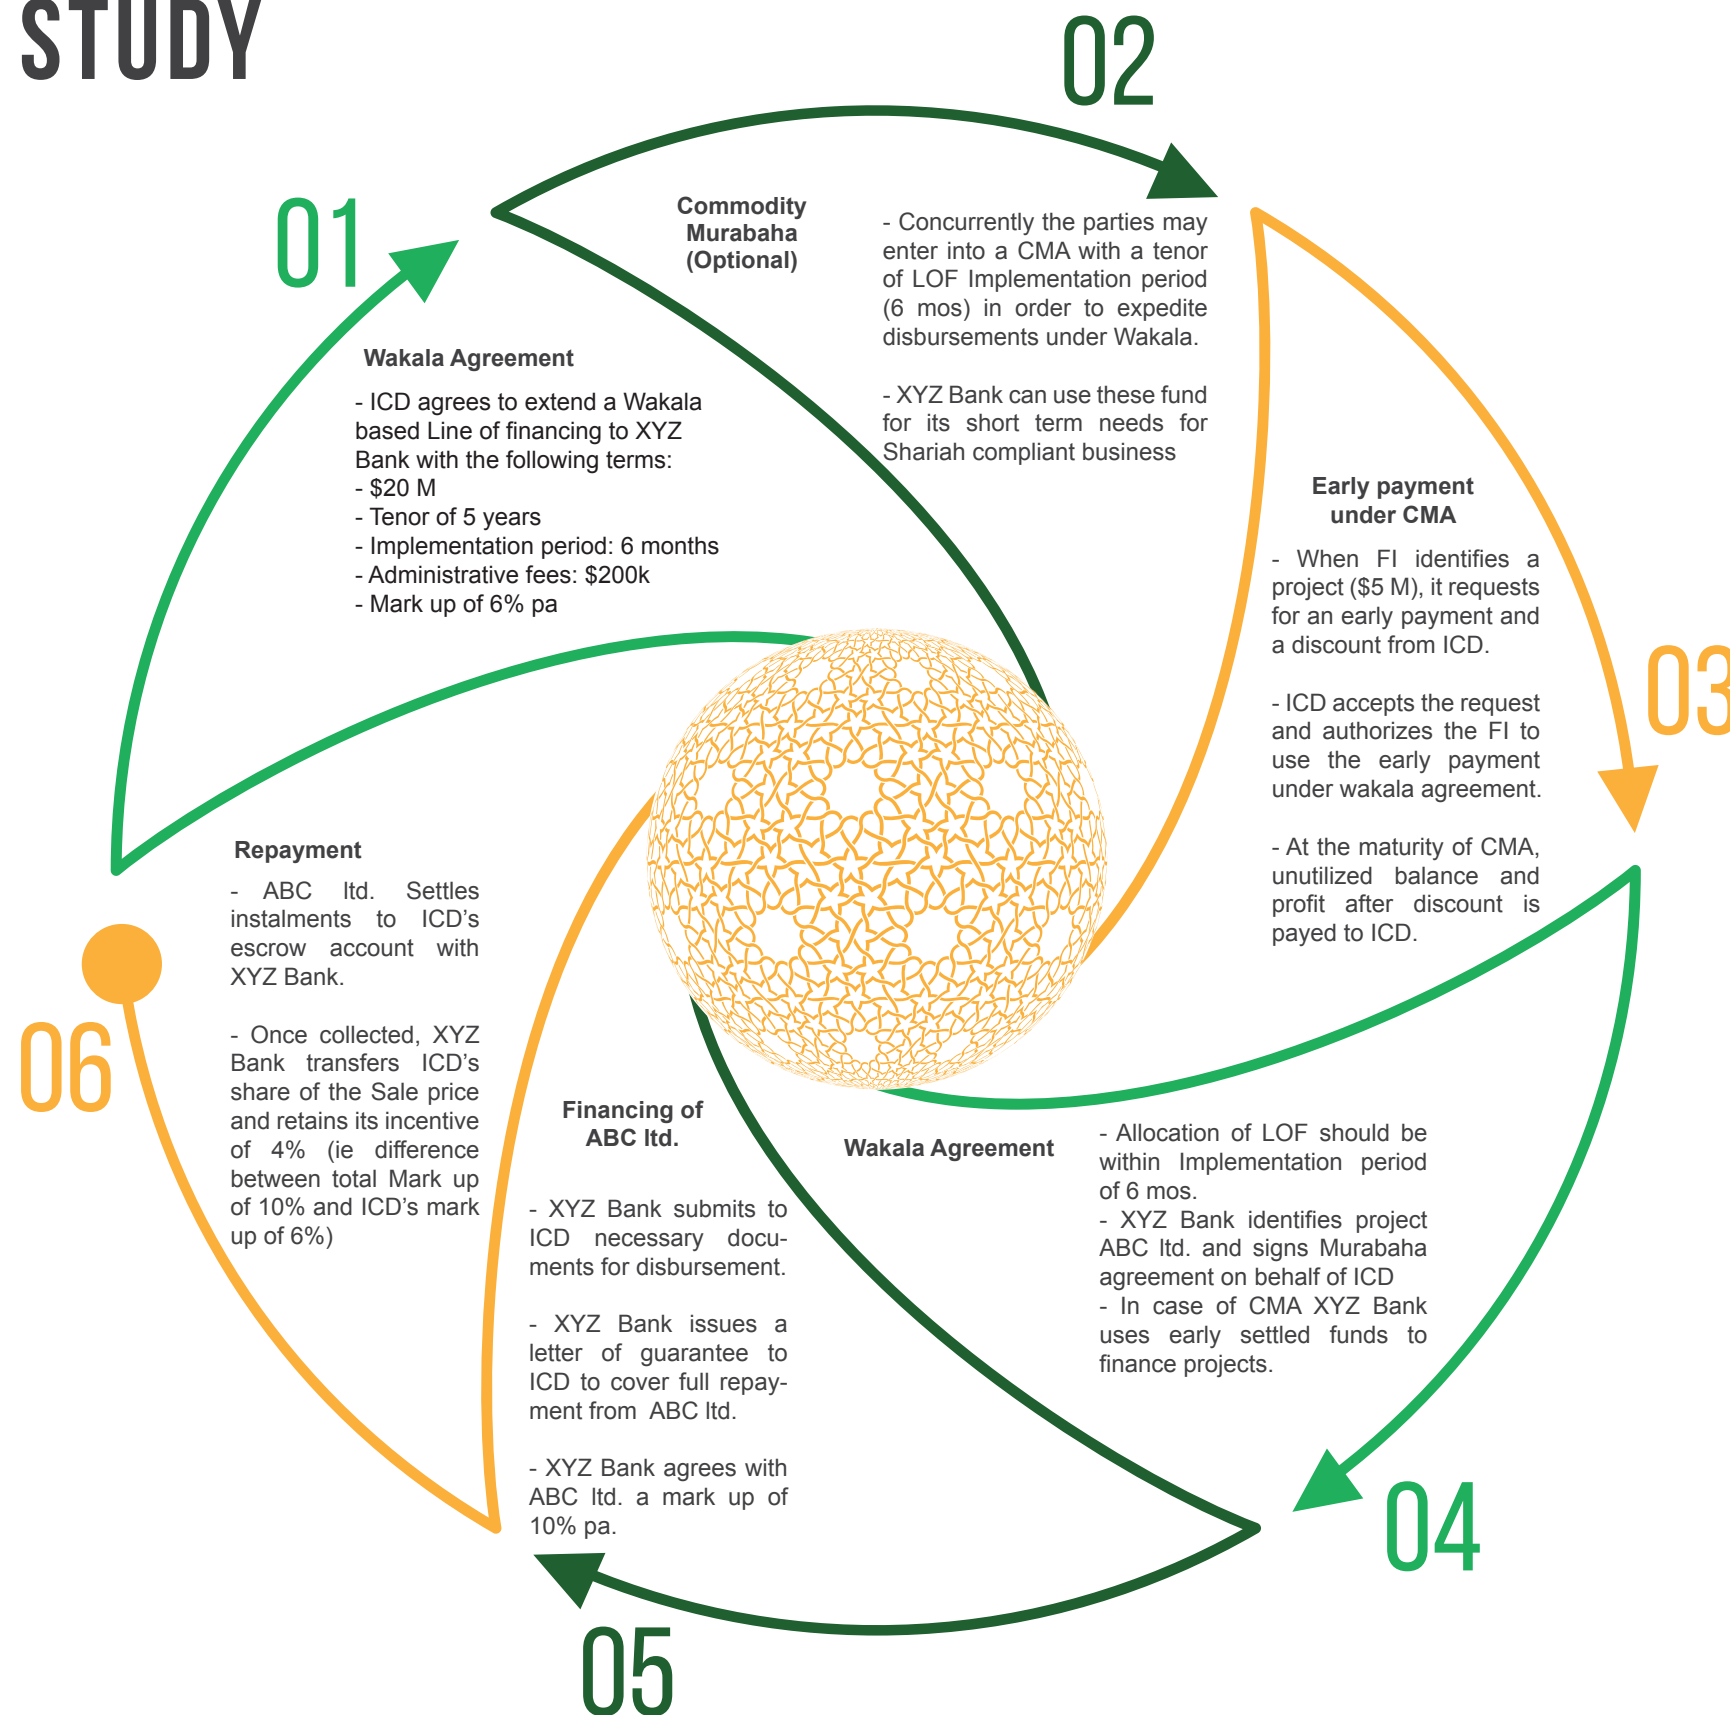 STUDY
01
Wakala Agreement
- ICD agrees to extend a Wakala
based Line of financing to XYZ
Bank with the following terms:
- $20 M
- Tenor of 5 years
- Implementation period: 6 months
- Administrative fees: $200k
- Mark up of 6% pa
02
Commodity
Murabaha
(Optional)
- Concurrently the parties may
enter into a CMA with a tenor
of LOF Implementation period
(6 mos) in order to expedite
disbursements under Wakala.
- XYZ Bank can use these fund
for its short term needs for
Shariah compliant business
03
Early payment
under CMA
- When FI identifies a
project ($5 M), it requests
for an early payment and
a discount from ICD.
- ICD accepts the request
and authorizes the FI to
use the early payment
under wakala agreement.
- At the maturity of CMA,
unutilized balance and
profit after discount is
payed to ICD.
04
Wakala Agreement
- Allocation of LOF should be
within Implementation period
of 6 mos.
- XYZ Bank identifies project
ABC ltd. and signs Murabaha
agreement on behalf of ICD
- In case of CMA XYZ Bank
uses early settled funds to
finance projects.
05
Financing of
ABC ltd.
- XYZ Bank submits to
ICD necessary docu-
ments for disbursement.
- XYZ Bank issues a
letter of guarantee to
ICD to cover full repay-
ment from ABC ltd.
- XYZ Bank agrees with
ABC ltd. a mark up of
10% pa.
06
Repayment
- ABC ltd. Settles
instalments to ICD's
escrow account with
XYZ Bank.
- Once collected, XYZ
Bank transfers ICD's
share of the Sale price
and retains its incentive
of 4% (ie difference
between total Mark up
of 10% and ICD's mark
up of 6%)